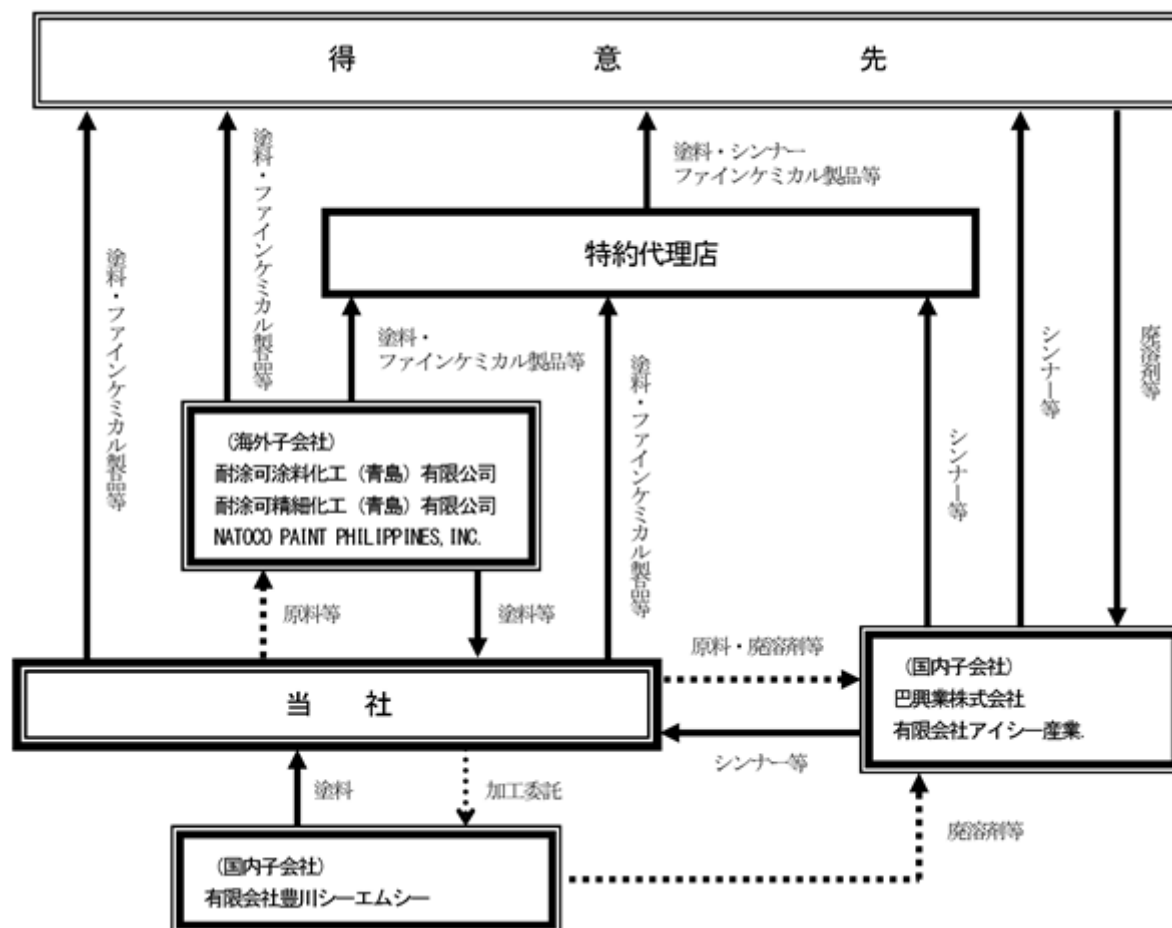 得意先
塗料・シンナー
ファインケミカル製品等
塗料・ファインケミカル製品等
塗料・ファインケミカル製品等
特約代理店
塗料・
ファインケミカル製品等
塗料・ファインケミカル製品等
シンナー等
シンナー等
廃溶剤等
（海外子会社）
耐涂可涂料化工（青島）有限公司
耐涂可精細化工（青島）有限公司
NATOCO PAINT PHILIPPINES, INC.
原料等
塗料等
原料・廃溶剤等
（国内子会社）
巴興業株式会社
有限会社アイシー産業.
当社
シンナー等
塗料
加工委託
廃溶剤等
（国内子会社）
有限会社豊川シーエムシー